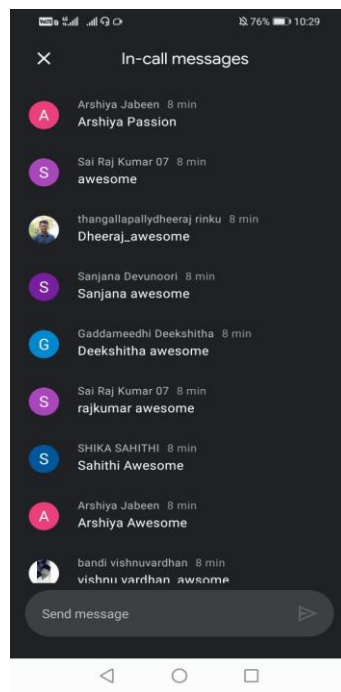 76% 10:29
In-call messages
Arshiya Jabeen 8 min
A
Arshiya Passion
Sai Raj Kumar 07 8 min
S
awesome
thangallapallydheeraj rinku 8 min
Dheeraj_awesome
Sanjana Devunoori 8 min
S
Sanjana awesome
Gaddameedhi Deekshitha 8 min
G
Deekshitha awesome
Sai Raj Kumar 07 8 min
S
rajkumar awesome
SHIKA SAHITHI 8 min
S
Sahithi Awesome
Arshiya Jabeen 8 min
A
Arshiya Awesome
bandi vishnuvardhan 8 min
vishnu vardhan awsome
Send message